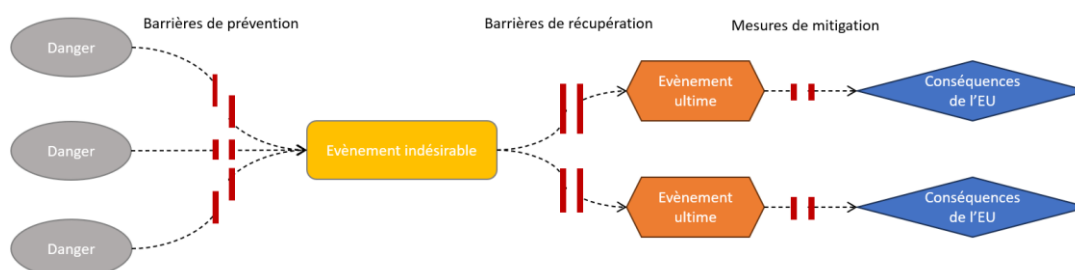 Barrières de prévention
Barrières de récupération
Mesures de mitigation
Danger
Danger
Danger
Evènement indésirable
Evènement
ultime
Evènement
ultime
Conséquences
de l'EU
Conséquences
de l'EU